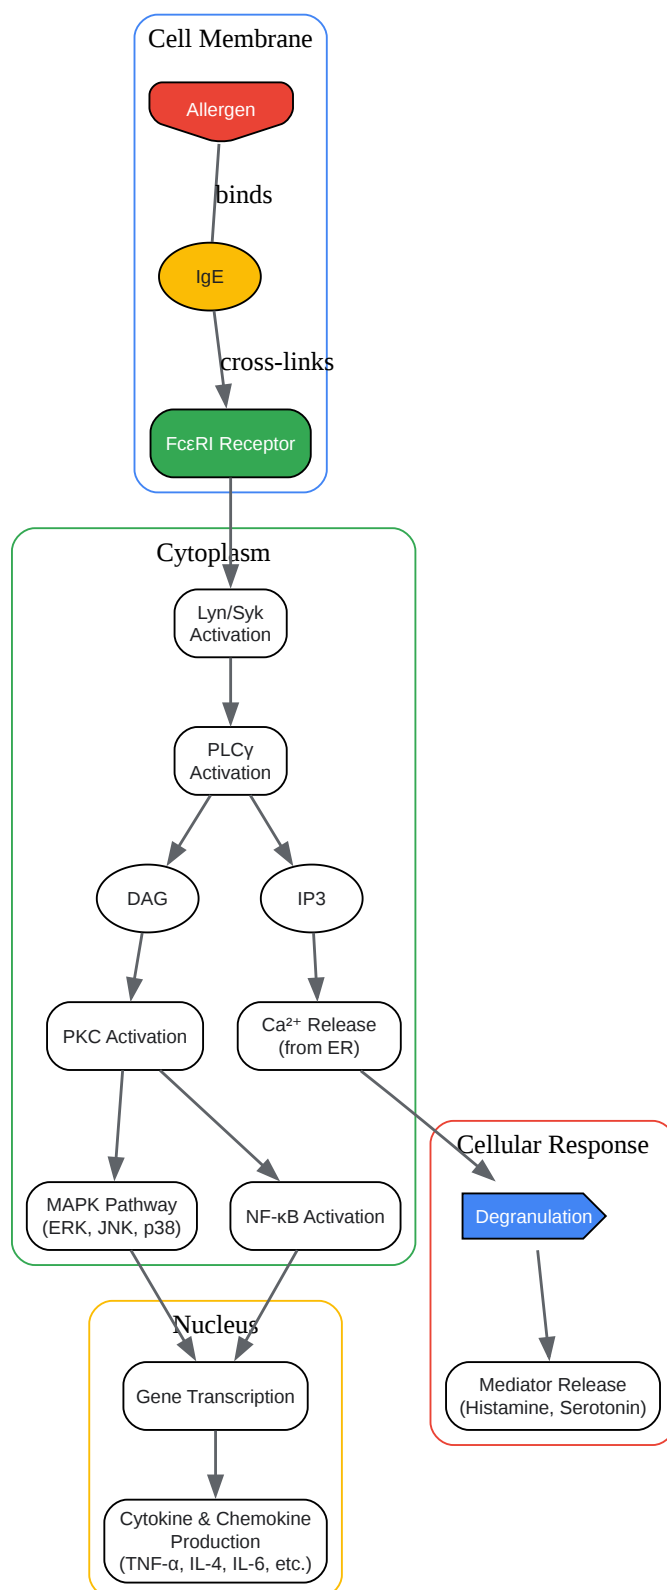 Cell Membrane
Allergen
binds
IgE
cross-links
FcεRI Receptor
Cytoplasm
Lyn/Syk
Activation
PLCγ
Activation
DAG
IP3
PKC Activation
Ca²⁺ Release
(from ER)
MAPK Pathway
(ERK, JNK, p38)
NF-κB Activation
Cellular Response
Degranulation
Mediator Release
(Histamine, Serotonin)
Nucleus
Gene Transcription
Cytokine & Chemokine
Production
(TNF-α, IL-4, IL-6, etc.)